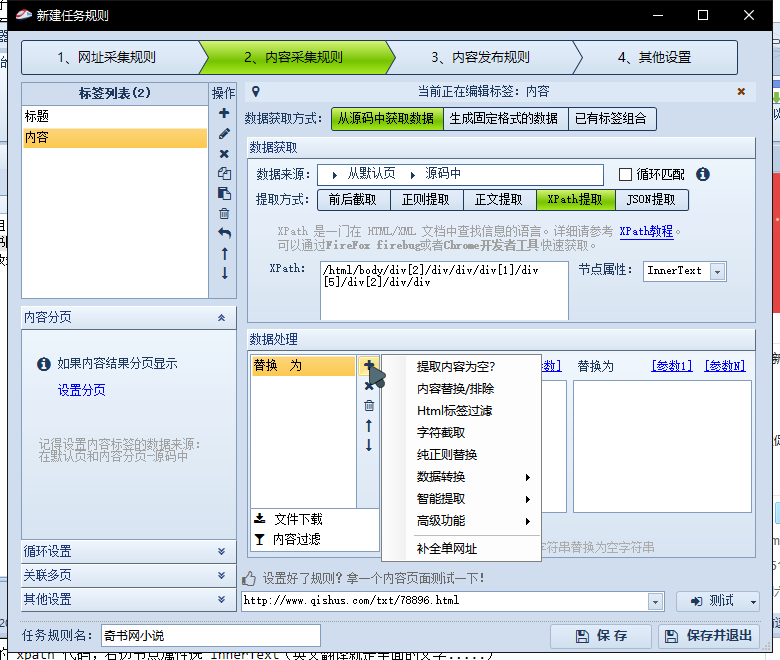 新建任务规则
1、网址采集规则
2、内容采集规则
3、内容发布规则
4、其他设置
标签列表(2)
操作
标题
内容
当前正在编辑标签: 内容
数据获取方式:
从源码中获取数据
生成固定格式的数据
已有标签组合
数据获取
数据来源:
从默认页
源码中
循环匹配
提取方式:
前后截取
正则提取
正文提取
XPath提取
JSON提取
XPath 是一门在 HTML/XML 文档中查找信息的语言。详细请参考 XPath教程。
可以通过FireFox firebug或者Chrome开发者工具快速获取。
XPath:
/html/body/div[2]/div/div/div[1]/div
[5]/div[2]/div/div
节点属性:
InnerText
内容分页
如果内容结果分页显示
设置分页
记得设置内容标签的数据来源:
在默认页和内容分页-源码中
循环设置
关联多页
其他设置
数据处理
替换 为
提取内容为空?
内容替换/排除
Html标签过滤
字符截取
纯正则替换
数据转换
智能提取
高级功能
补全单网址
数]
替换为
[参数1]
[参数N]
文件下载
内容过滤
字符串替换为空字符串
设置好了规则? 拿一个内容页面测试一下!
http://www.qishus.com/txt/78896.html
测试
任务规则名:
奇书网小说
保 存
保存并退出